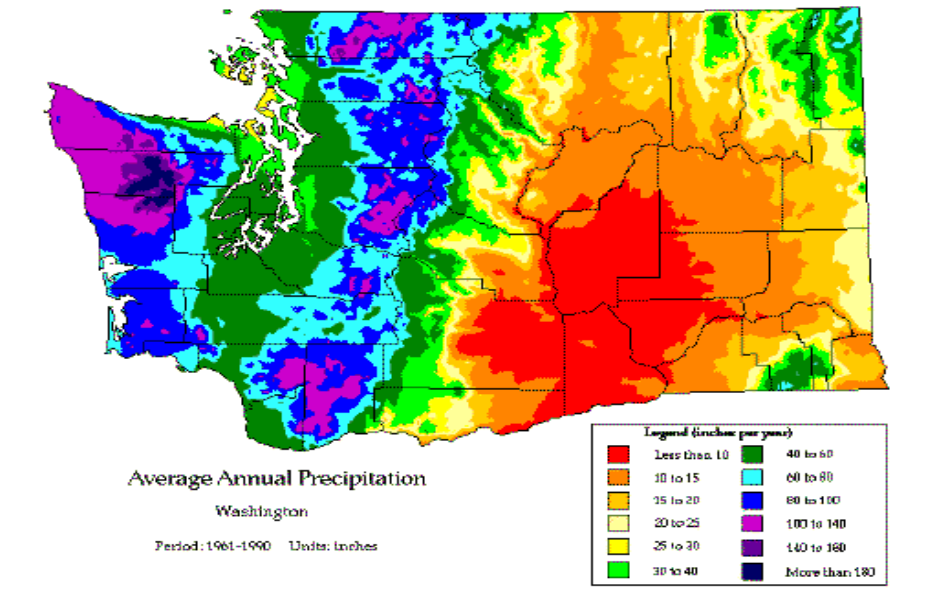 Average Annual Precipitation
Washington
Period: 1961-1990 Units: inches
Legend (inches per year)
Less than 10
10 to 15
15 to 20
20 to 25
25 to 30
30 to 40
40 to 60
60 to 80
80 to 100
100 to 140
140 to 180
More than 180